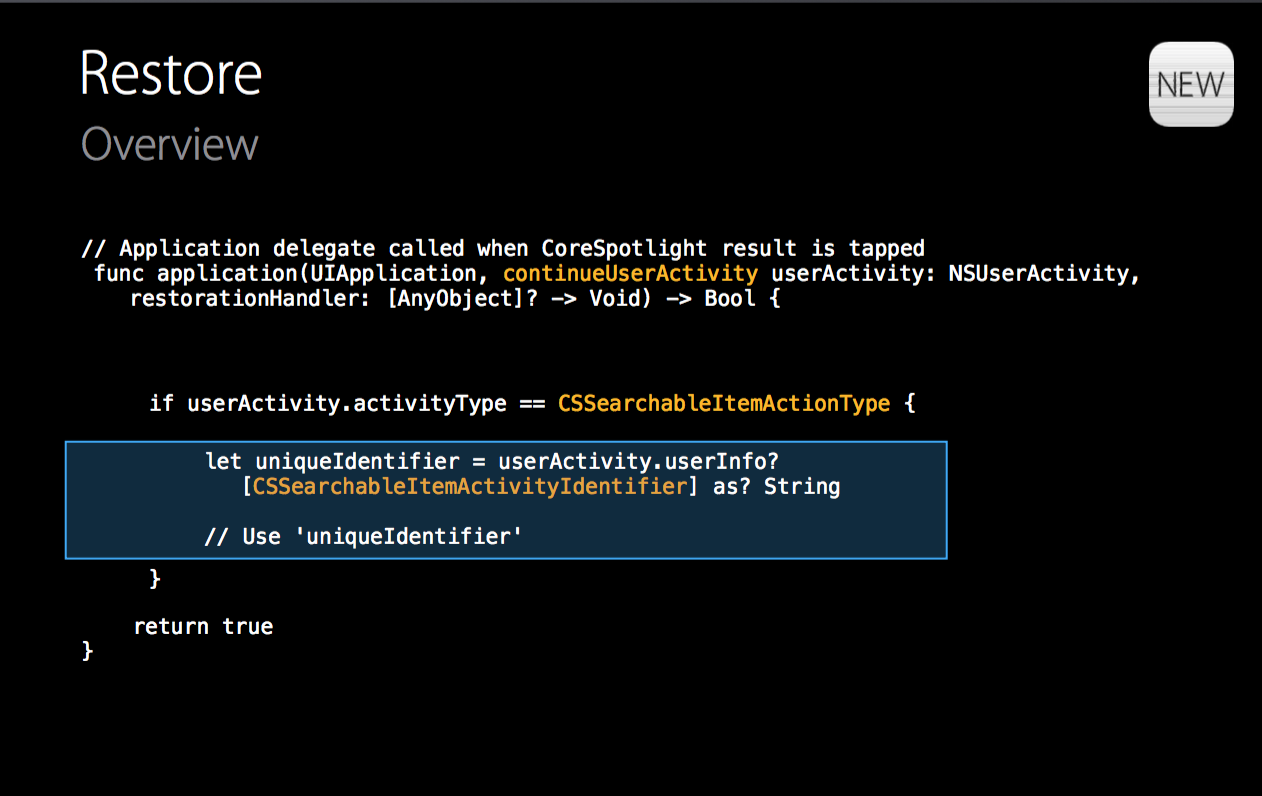 Restore
NEW
Overview
// Application delegate called when CoreSpotlight result is tapped
func application(UIApplication, continueUserActivity userActivity: NSUserActivity,
restorationHandler: [AnyObject]? -> Void) -> Bool {
if userActivity.activityType == CSSearchableItemActionType {
let uniqueIdentifier = userActivity.userInfo?
[CSSearchableItemActivityIdentifier] as? String
// Use 'uniqueIdentifier'
}
return true
}